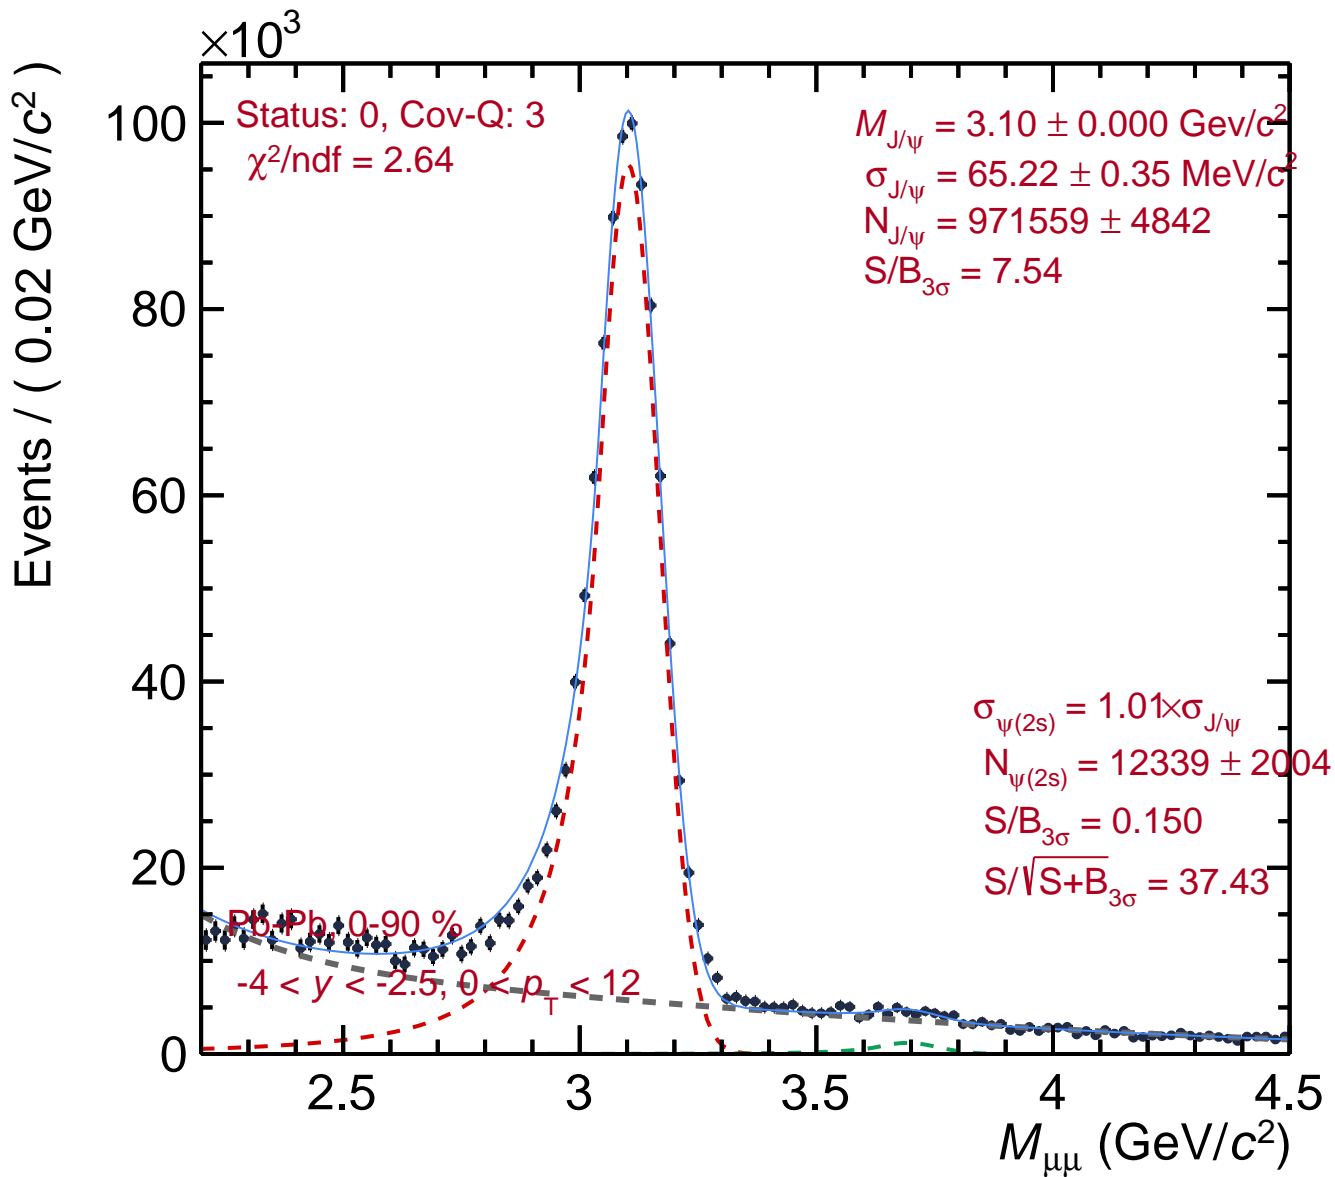 ×10³
Events / ( 0.02 GeV/c²)
Status: 0, Cov-Q: 3
χ²/ndf = 2.64
M_J/ψ = 3.10 ± 0.000 Gev/c²
σ_J/ψ = 65.22 ± 0.35 MeV/c²
N_J/ψ = 971559 ± 4842
S/B_3σ = 7.54
100
80
60
40
20
0
σ_ψ(2s) = 1.01×σ_J/ψ
N_ψ(2s) = 12339 ± 2004
S/B_3σ = 0.150
S/√S+B_3σ = 37.43
Pb-Pb, 0-90 %
-4 < y < -2.5, 0 < p_T < 12
2.5 3 3.5 4 4.5
M_μμ (GeV/c²)